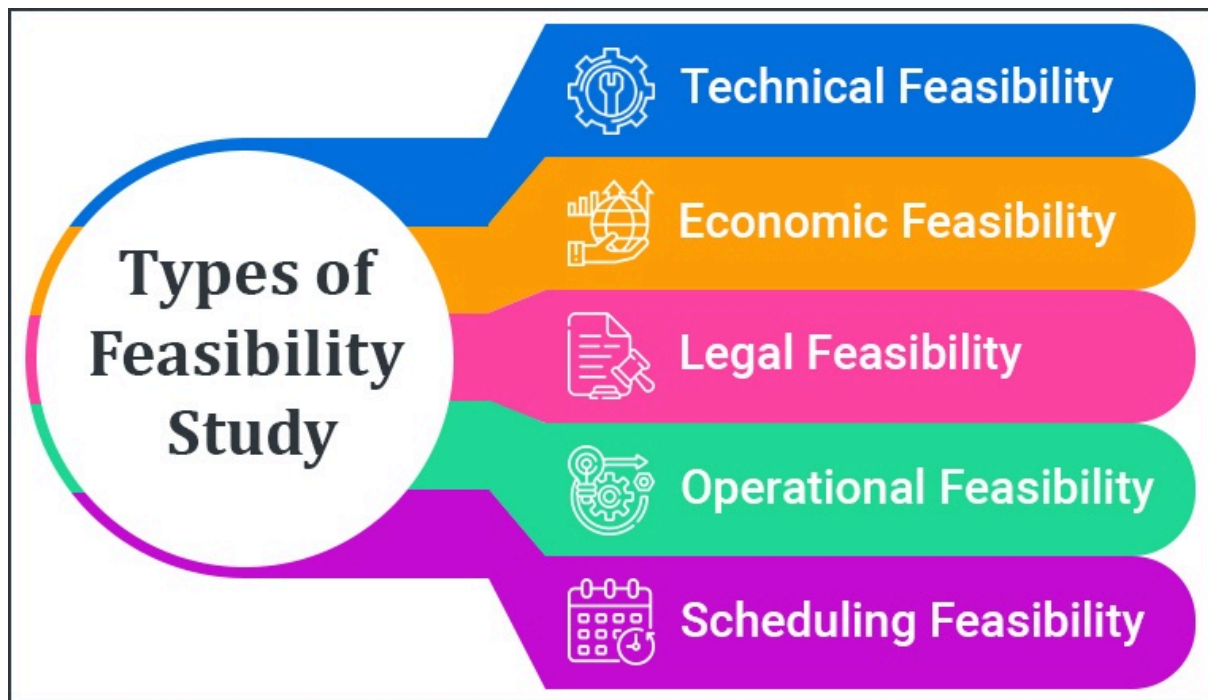 Types of
Feasibility
Study
Technical Feasibility
Economic Feasibility
Legal Feasibility
Operational Feasibility
Scheduling Feasibility